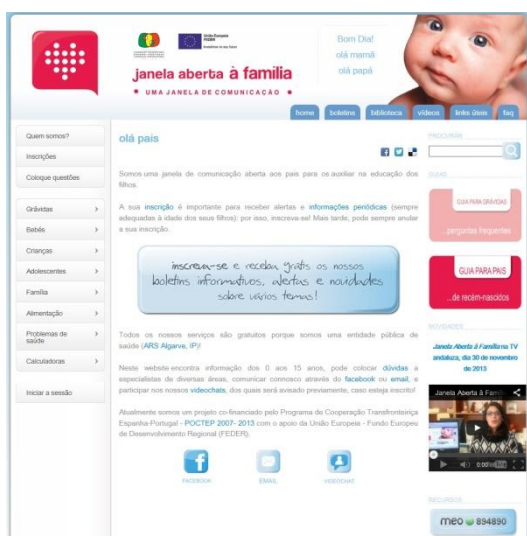 União Europeia
FEDER
Bom Dia!
olá mamã
olá papá
janela aberta à família
• UMA JANELA DE COMUNICAÇÃO •
home boletins biblioteca vídeos links úteis faq
Quem somos?
Inscrições
Coloque questões
Grávidas
Bebés
Crianças
Adolescentes
Família
Alimentação
Problemas de
saúde
Calculadoras
Iniciar a sessão
olá pais
Somos uma janela de comunicação aberta aos pais para os auxiliar na educação dos
filhos.
A sua inscrição é importante para receber alertas e informações periódicas (sempre
adequadas à idade dos seus filhos): por isso, inscreva-se! Mais tarde, pode sempre anular
a sua inscrição.
inscreva-se e receba grátis os nossos
boletins informativos, alertas e novidades
sobre vários temas!
Todos os nossos serviços são gratuitos porque somos uma entidade pública de
saúde (ARS Algarve, IP)!
Neste website encontra informação dos 0 aos 15 anos, pode colocar dúvidas a
especialistas de diversas áreas, comunicar connosco através do facebook ou email, e
participar nos nossos videochats, dos quais será avisado previamente, caso esteja inscrito!
Atualmente somos um projeto co-financiado pelo Programa de Cooperação Transfronteiriça
Espanha-Portugal - POCTEP 2007- 2013 com o apoio da União Europeia - Fundo Europeu
de Desenvolvimento Regional (FEDER).
FACEBOOK EMAIL VIDEOCHAT
PROCURAR
GUIAS
GUIA PARA GRÁVIDAS
...perguntas frequentes
GUIA PARA PAIS
...de recém-nascidos
NOVIDADES
Janela Aberta à Família na TV
andaluza, dia 30 de novembro
de 2013
Janela Aberta à Fam
0:00
RECURSOS
meo 894890